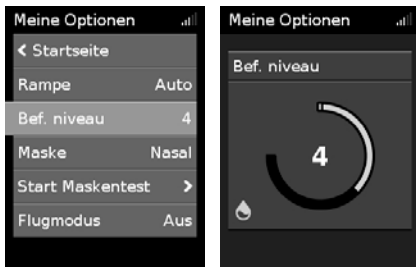 Meine Optionen
< Startseite
Rampe Auto
Bef. niveau 4
Maske Nasal
Start Maskentest >
Flugmodus Aus
Meine Optionen
Bef. niveau
4